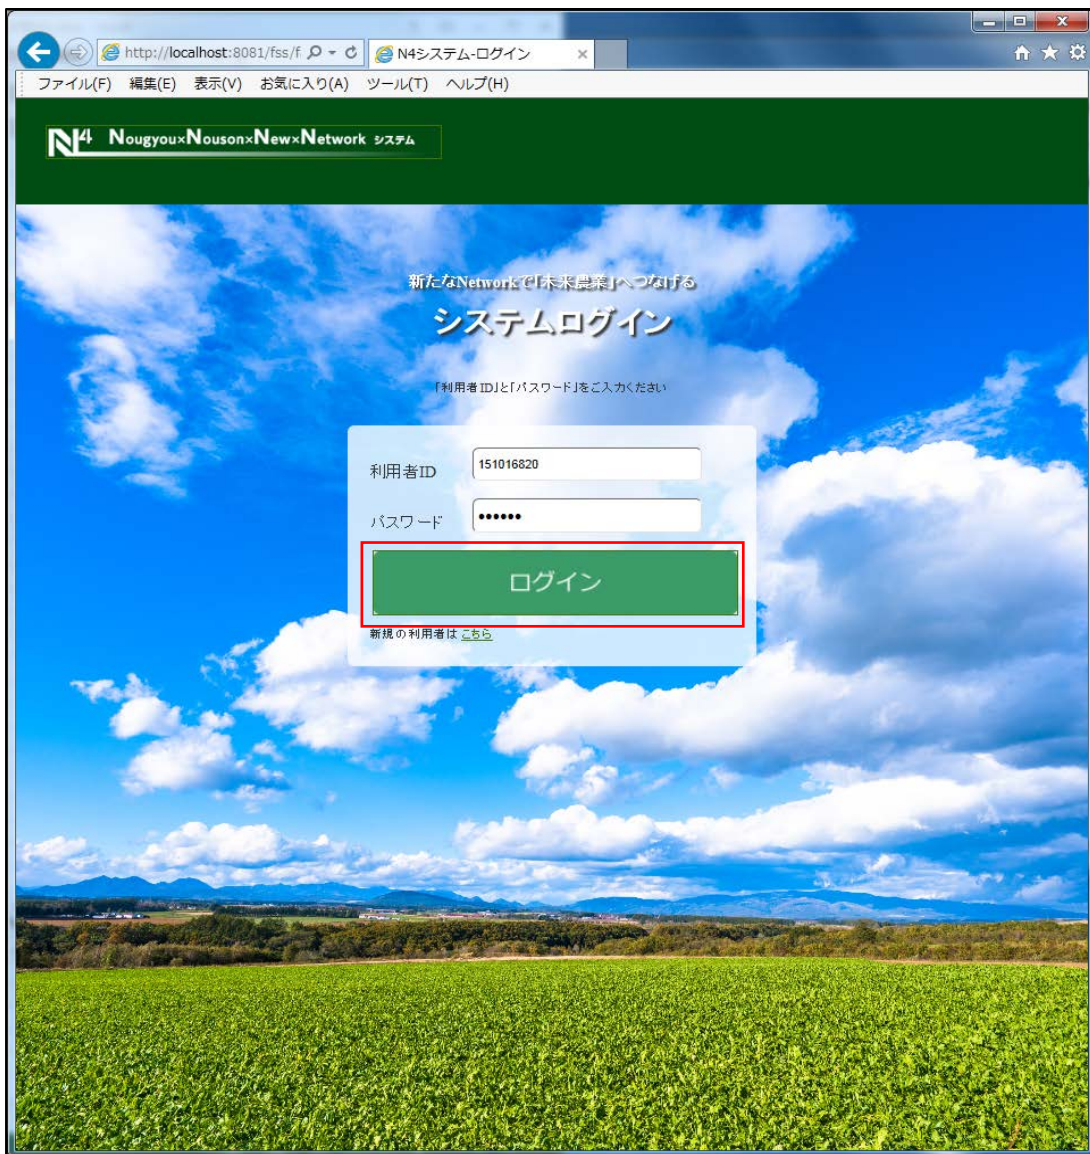 http://localhost:8081/fss/f
N4システム-ログイン
ファイル(F) 編集(E) 表示(V) お気に入り(A) ツール(T) ヘルプ(H)
N4 Nougyou×Nouson×New×Network システム
新たなNetworkで「未来農業」へつなげる
システムログイン
「利用者ID」と「パスワード」をご入力ください
利用者ID 151016820
パスワード ••••••
ログイン
新規の利用者は こちら